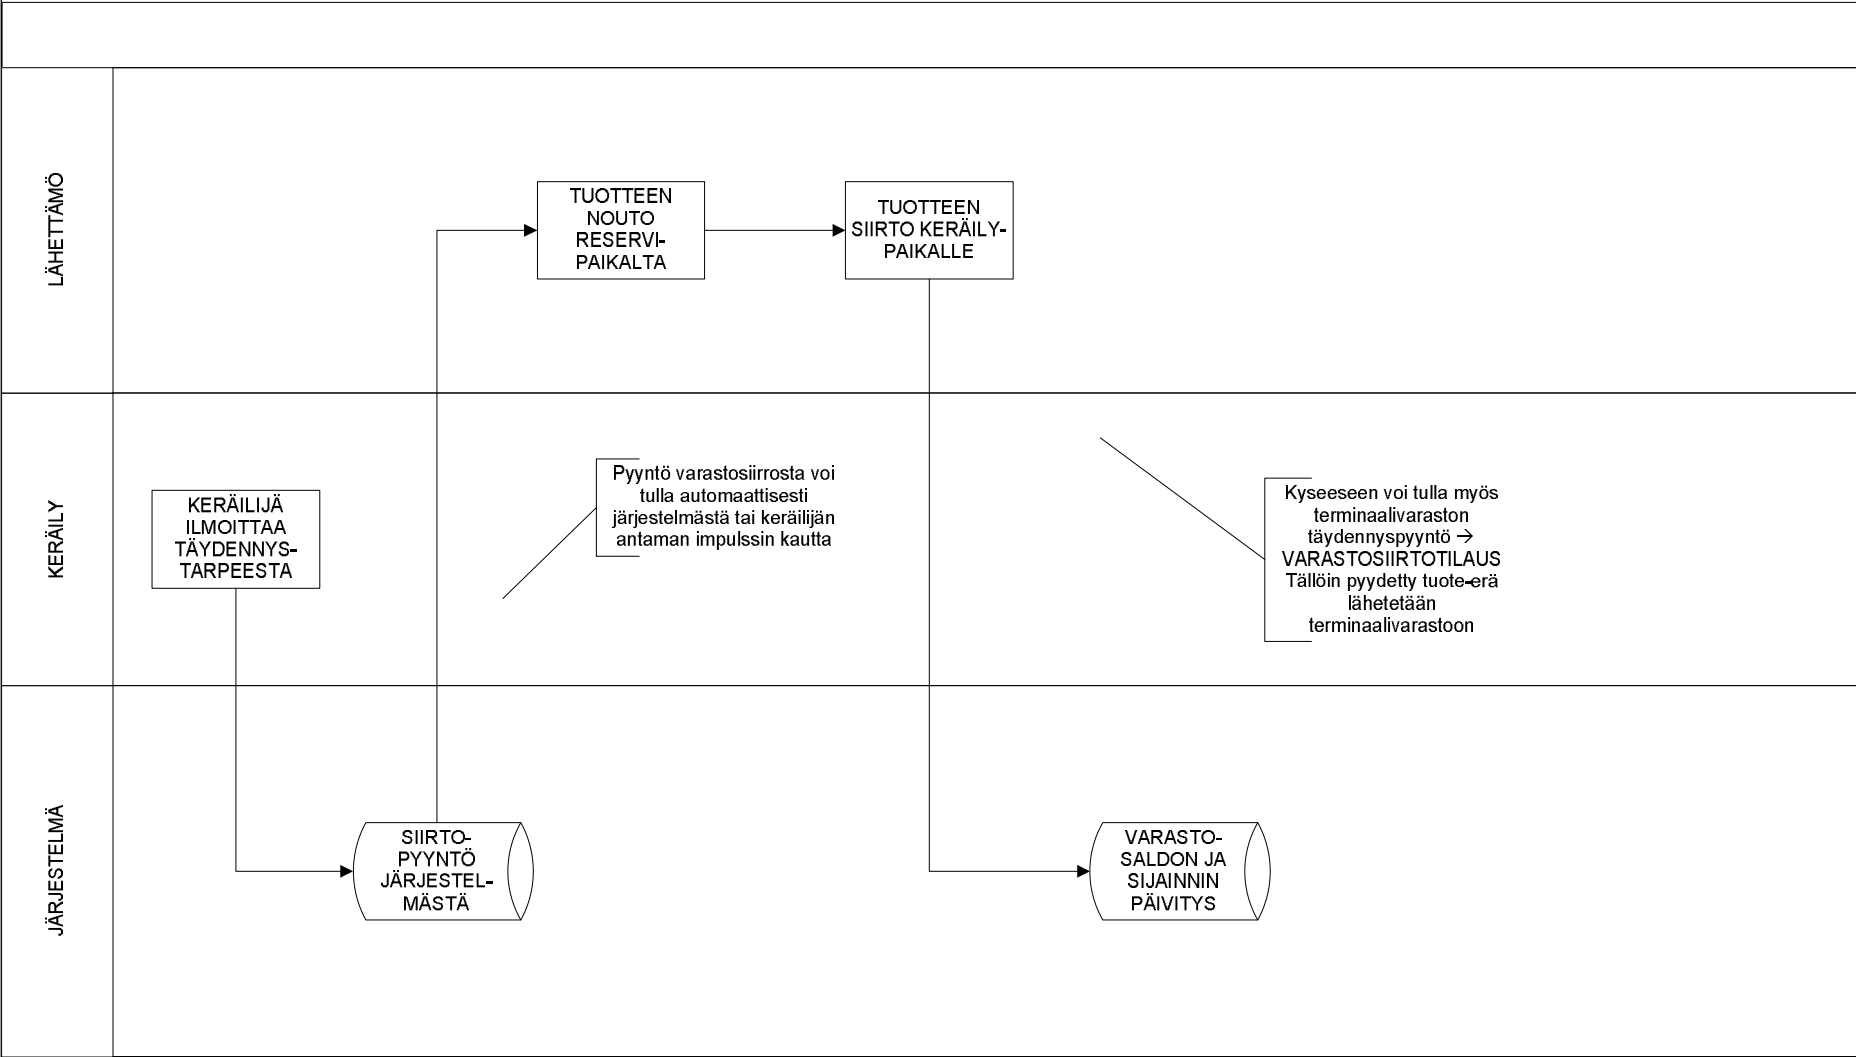 LÄHETTÄMÖ
TUOTTEEN
NOUTO
RESERVI-
PAIKALTA
TUOTTEEN
SIIRTO KERÄILY-
PAIKALLE
KERÄILY
KERÄILIJÄ
ILMOITTAA
TÄYDENNYS-
TARPEESTA
Pyyntö varastosiirrosta voi
tulla automaattisesti
järjestelmästä tai keräilijän
antaman impulssin kautta
Kyseeseen voi tulla myös
terminaalivaraston
täydennyspyyntö →
VARASTOSIIRTOTILAUS
Tällöin pyydetty tuote-erä
lähetetään
terminaalivarastoon
JÄRJESTELMÄ
SIIRTO-
PYYNTÖ
JÄRJESTEL-
MÄSTÄ
VARASTO-
SALDON JA
SIJAINNIN
PÄIVITYS